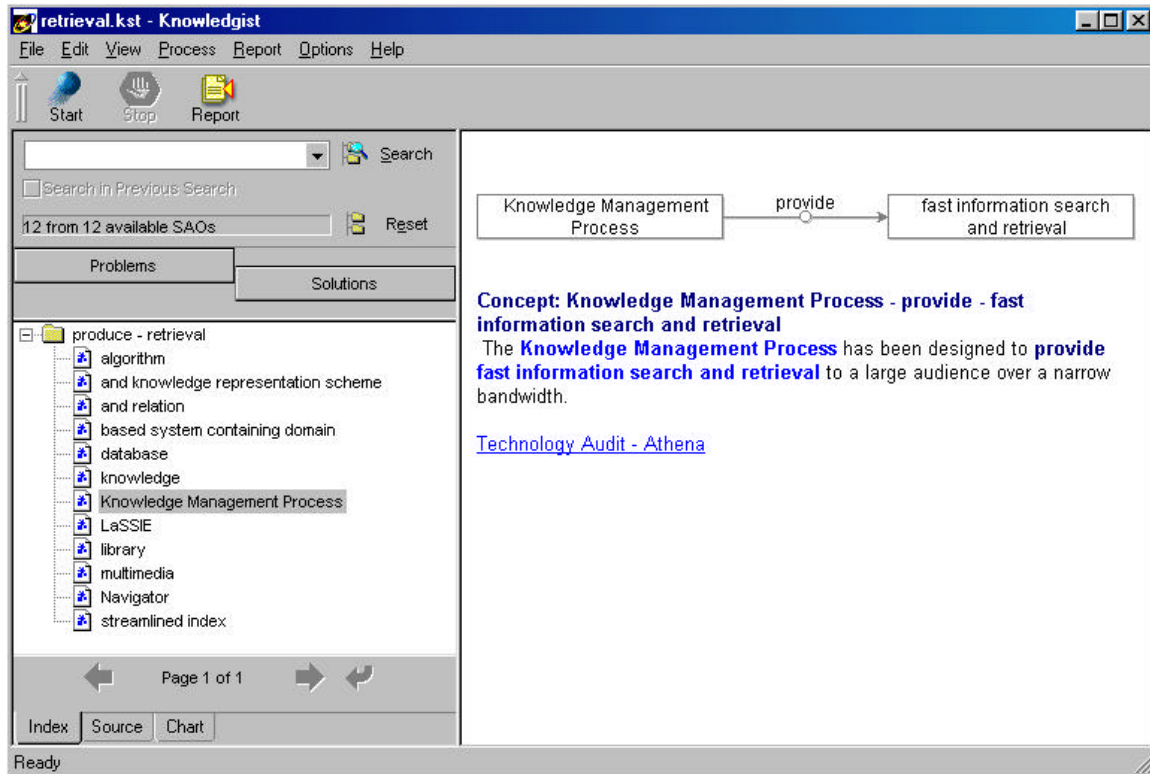 retrieval.kst - Knowledgist
File Edit View Process Report Options Help
Start Stop Report
Search
Search in Previous Search
12 from 12 available SAOs
Reset
Problems
Solutions
produce - retrieval
algorithm
and knowledge representation scheme
and relation
based system containing domain
database
knowledge
Knowledge Management Process
LaSSIE
library
multimedia
Navigator
streamlined index
Page 1 of 1
Index Source Chart
Knowledge Management
Process
provide
fast information search
and retrieval
Concept: Knowledge Management Process - provide - fast
information search and retrieval
The Knowledge Management Process has been designed to provide
fast information search and retrieval to a large audience over a narrow
bandwidth.
Technology Audit - Athena
Ready